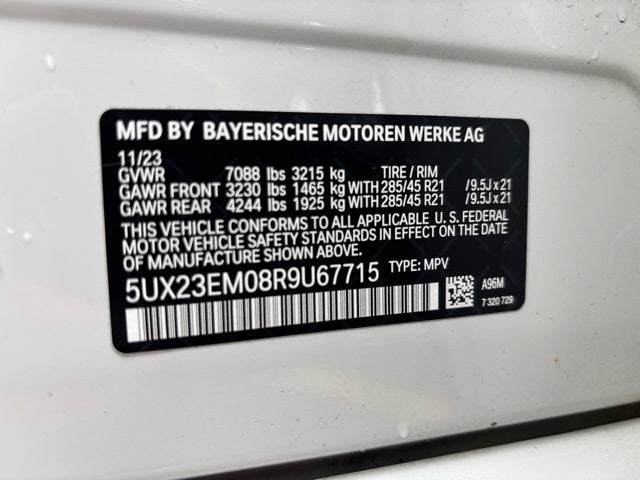 MFD BY BAYERISCHE MOTOREN WERKE AG
11/23
GVWR 7088 lbs 3215 kg TIRE / RIM
GAWR FRONT 3230 lbs 1465 kg WITH 285/45 R21 /9.5J x 21
GAWR REAR 4244 lbs 1925 kg WITH 285/45 R21 /9.5J x 21
THIS VEHICLE CONFORMS TO ALL APPLICABLE U. S. FEDERAL
MOTOR VEHICLE SAFETY STANDARDS IN EFFECT ON THE DATE
OF MANUFACTURE SHOWN ABOVE.
5UX23EM08R9U67715 TYPE: MPV
A96M
7 320 729